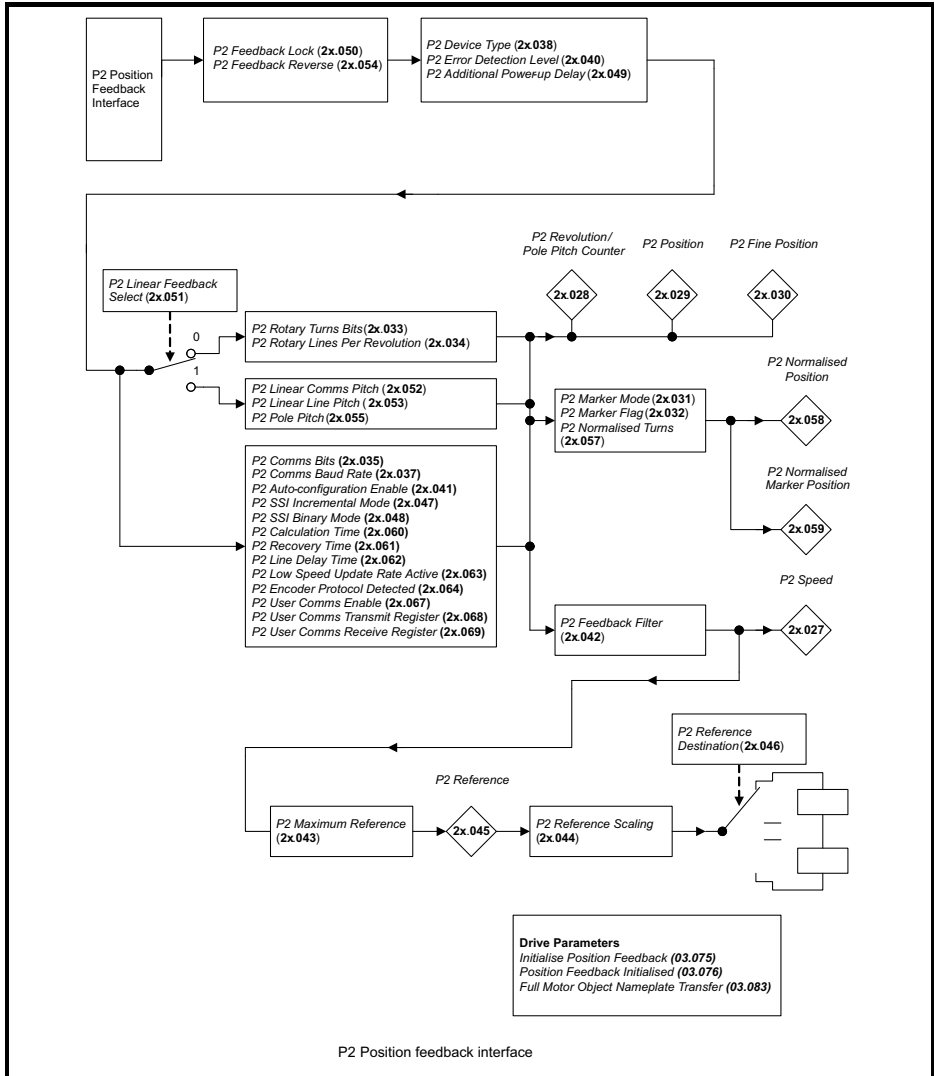 P2 Position
Feedback
Interface
P2 Feedback Lock (2x.050)
P2 Feedback Reverse (2x.054)
P2 Device Type (2x.038)
P2 Error Detection Level (2x.040)
P2 Additional Power-up Delay (2x.049)
P2 Revolution/
Pole Pitch Counter
P2 Position
P2 Fine Position
2x.028
2x.029
2x.030
P2 Linear Feedback
Select (2x.051)
0
1
P2 Rotary Turns Bits (2x.033)
P2 Rotary Lines Per Revolution (2x.034)
P2 Linear Comms Pitch (2x.052)
P2 Linear Line Pitch (2x.053)
P2 Pole Pitch (2x.055)
P2 Marker Mode (2x.031)
P2 Marker Flag (2x.032)
P2 Normalised Turns
(2x.057)
P2 Normalised
Position
2x.058
P2 Normalised
Marker Position
2x.059
P2 Comms Bits (2x.035)
P2 Comms Baud Rate (2x.037)
P2 Auto-configuration Enable (2x.041)
P2 SSI Incremental Mode (2x.047)
P2 SSI Binary Mode (2x.048)
P2 Calculation Time (2x.060)
P2 Recovery Time (2x.061)
P2 Line Delay Time (2x.062)
P2 Low Speed Update Rate Active (2x.063)
P2 Encoder Protocol Detected (2x.064)
P2 User Comms Enable (2x.067)
P2 User Comms Transmit Register (2x.068)
P2 User Comms Receive Register (2x.069)
P2 Feedback Filter
(2x.042)
P2 Speed
2x.027
P2 Reference
Destination (2x.046)
P2 Reference
P2 Maximum Reference
(2x.043)
2x.045
P2 Reference Scaling
(2x.044)
Drive Parameters
Initialise Position Feedback (03.075)
Position Feedback Initialised (03.076)
Full Motor Object Nameplate Transfer (03.083)
P2 Position feedback interface